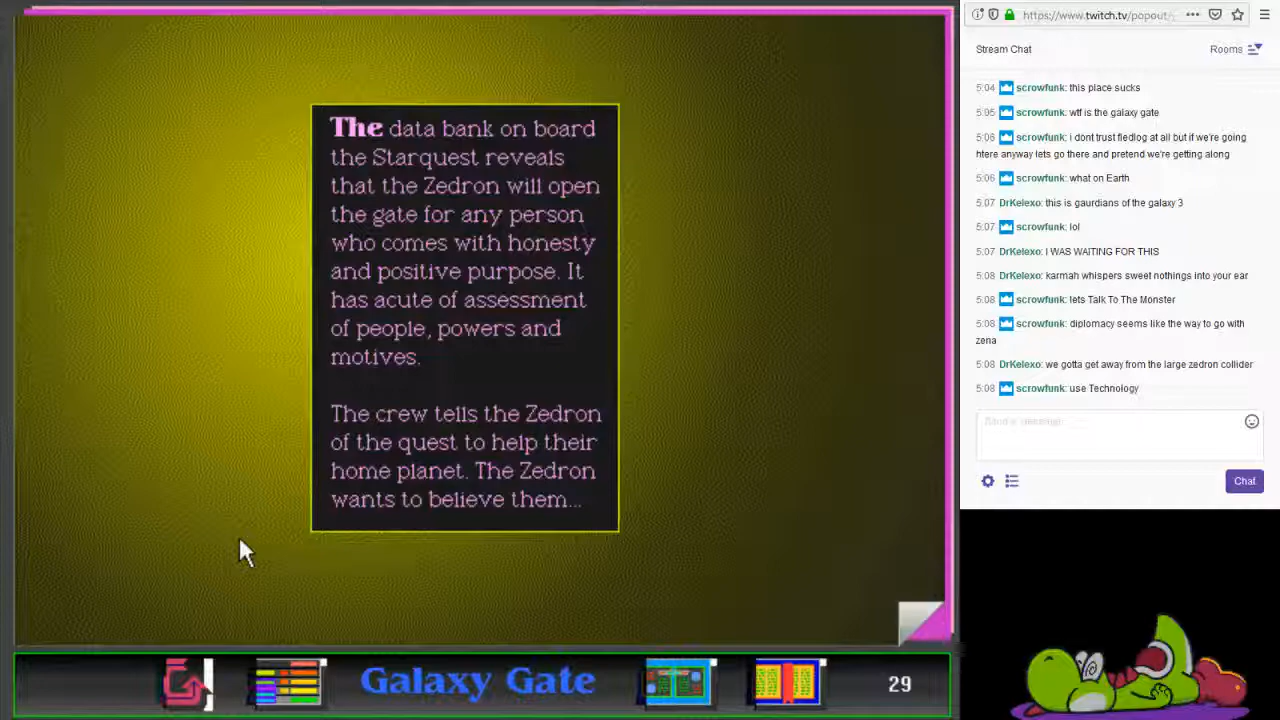 The data bank on board
the Starquest reveals
that the Zedron will open
the gate for any person
who comes with honesty
and positive purpose. It
has acute of assessment
of people, powers and
motives.
The crew tells the Zedron
of the quest to help their
home planet. The Zedron
wants to believe them...
Galaxy Gate
29
https://www.twitch.tv/popout/
Stream Chat
Rooms
5:04 scrowfunk: this place sucks
5:05 scrowfunk: wtf is the galaxy gate
5:06 scrowfunk: i dont trust fledlog at all but if we're going
htere anyway lets go there and pretend we're getting along
5:06 scrowfunk: what on Earth
5:07 DrKelexo: this is gaurdians of the galaxy 3
5:07 scrowfunk: lol
5:07 DrKelexo: I WAS WAITING FOR THIS
5:08 DrKelexo: karmah whispers sweet nothings into your ear
5:08 scrowfunk: lets Talk To The Monster
5:08 scrowfunk: diplomacy seems like the way to go with
zena
5:08 DrKelexo: we gotta get away from the large zedron collider
5:08 scrowfunk: use Technology
Send a message
Chat